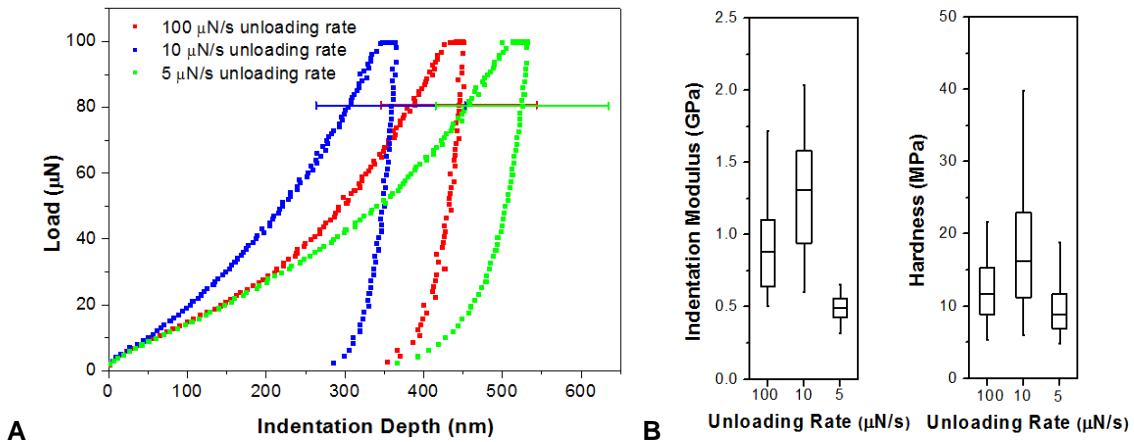 100 µN/s unloading rate
10 µN/s unloading rate
5 µN/s unloading rate
100
80
60
40
20
0
Load (µN)
0 100 200 300 400 500 600
Indentation Depth (nm)
A
2.5
2.0
1.5
1.0
0.5
0.0
Indentation Modulus (GPa)
100 10 5
Unloading Rate (µN/s)
B
50
40
30
20
10
0
Hardness (MPa)
100 10 5
Unloading Rate (µN/s)